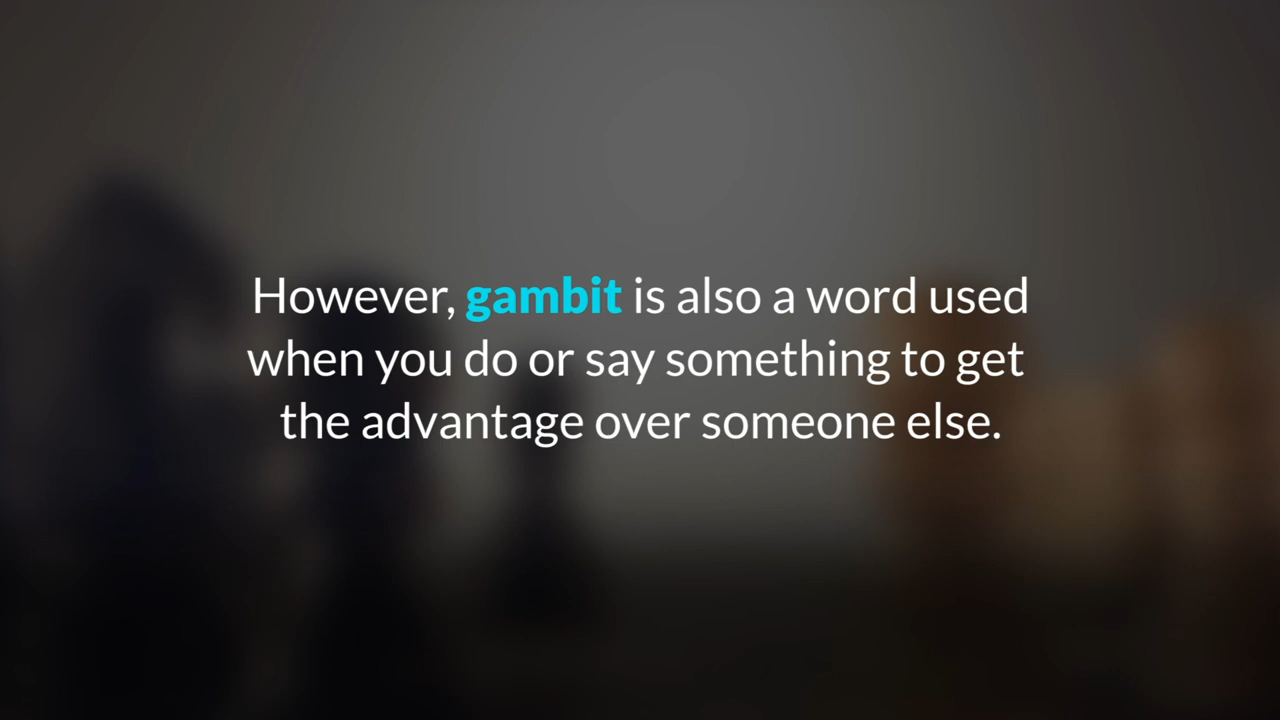 However, gambit is also a word used
when you do or say something to get
the advantage over someone else.